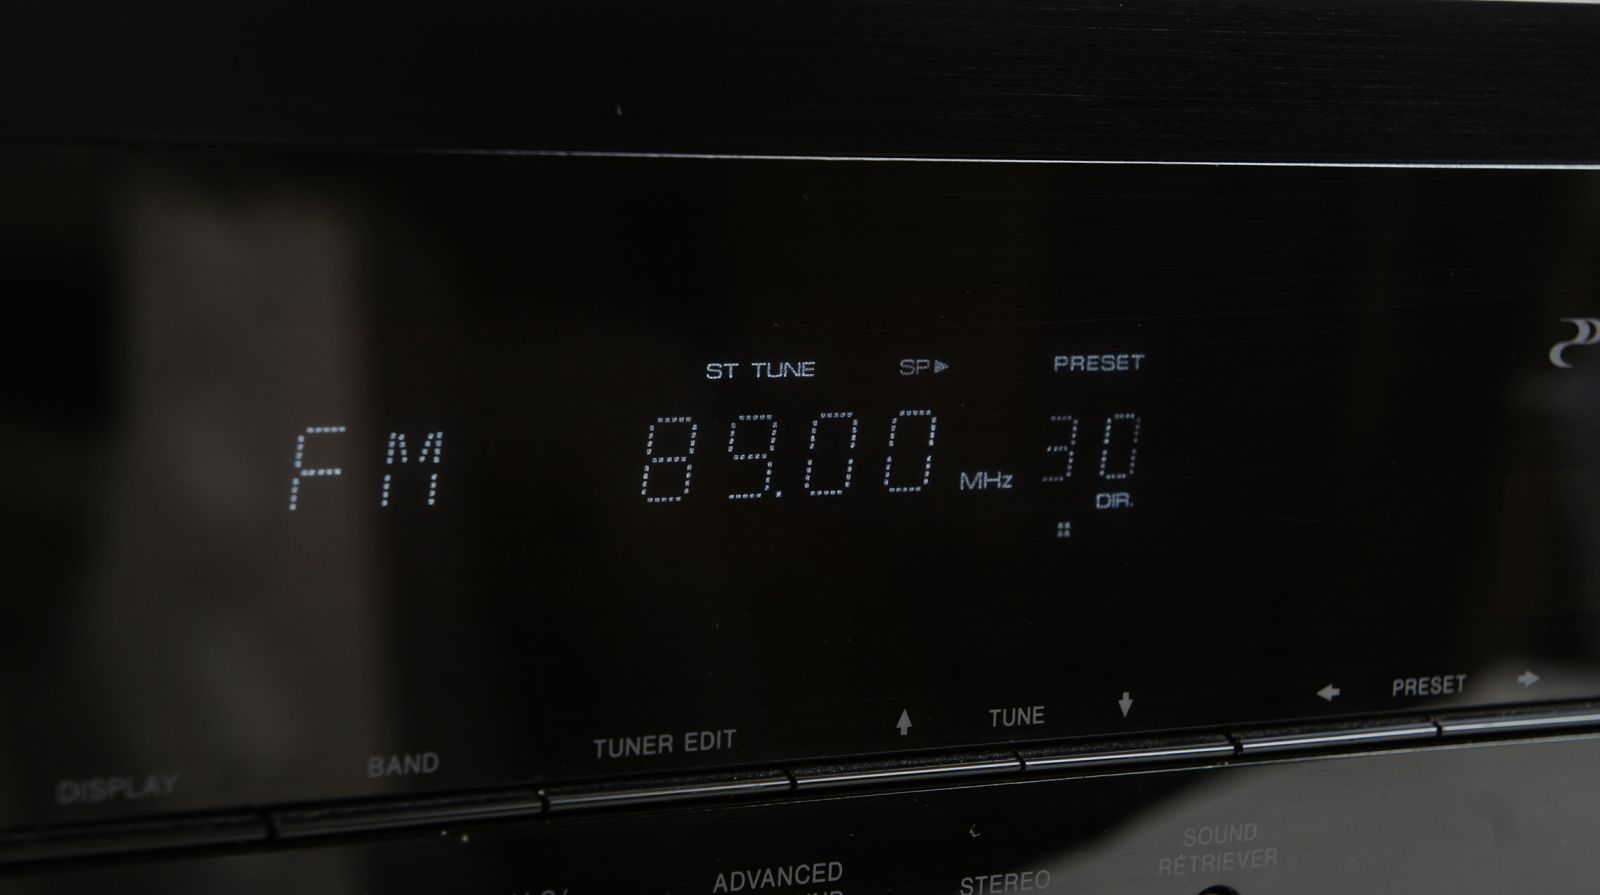 ST TUNE SP PRESET
FM 89.00 MHz 30
DIR.
DISPLAY BAND TUNER EDIT TUNE PRESET
ADVANCED STEREO SOUND
RETRIEVER